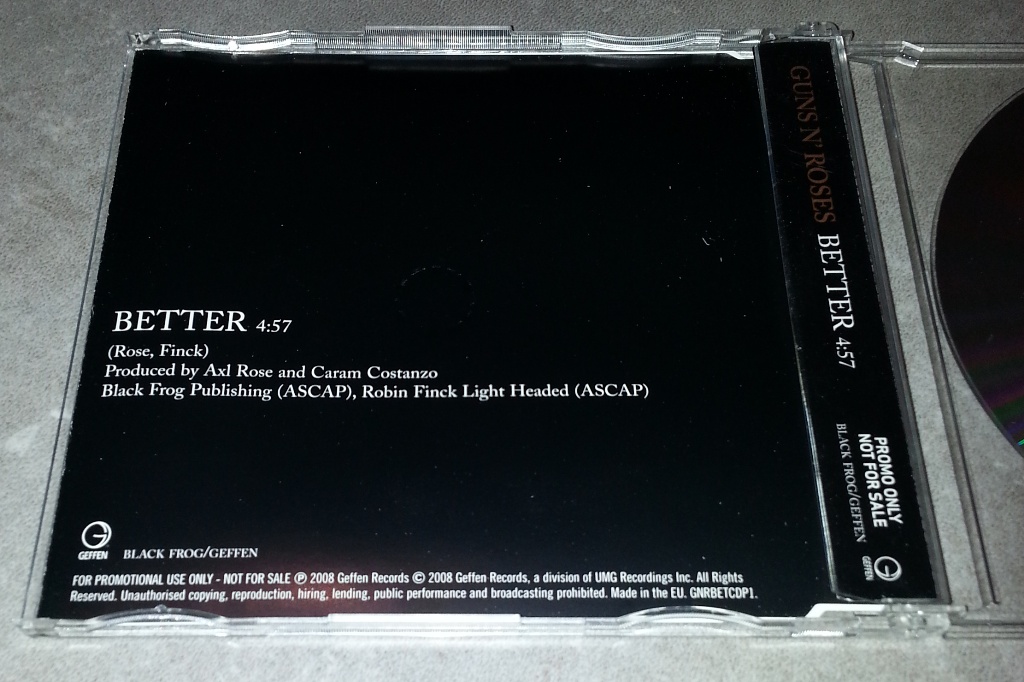 BETTER 4:57
(Rose, Finck)
Produced by Axl Rose and Caram Costanzo
Black Frog Publishing (ASCAP), Robin Finck Light Headed (ASCAP)
GEFFEN
BLACK FROG/GEFFEN
FOR PROMOTIONAL USE ONLY - NOT FOR SALE ℗ 2008 Geffen Records © 2008 Geffen Records, a division of UMG Recordings Inc. All Rights
Reserved. Unauthorised copying, reproduction, hiring, lending, public performance and broadcasting prohibited. Made in the EU. GNRBETCDP1.
GUNS N' ROSES BETTER 4:57
PROMO ONLY
NOT FOR SALE
BLACK FROG/GEFFEN
GEFFEN